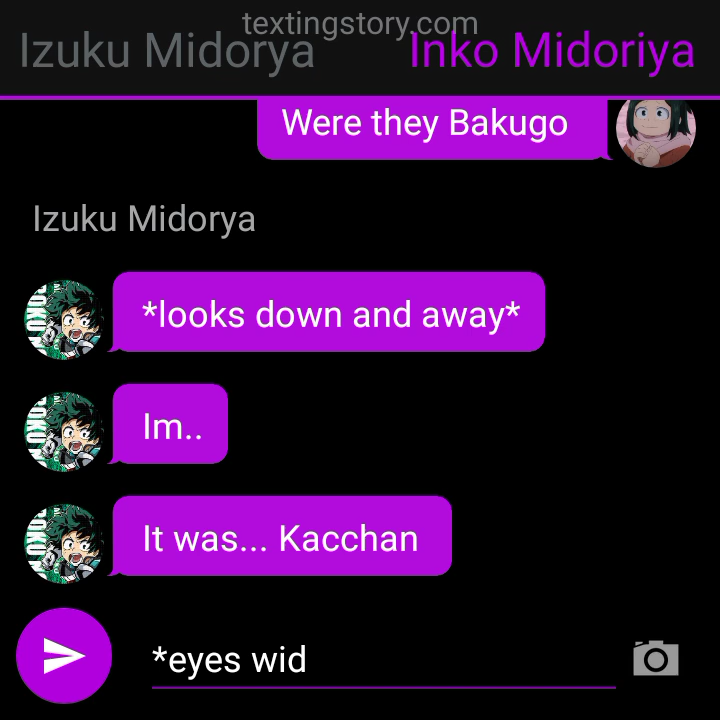 textingstory.com
Izuku Midorya
Inko Midoriya
Were they Bakugo
Izuku Midorya
*looks down and away*
Im..
It was... Kacchan
*eyes wid